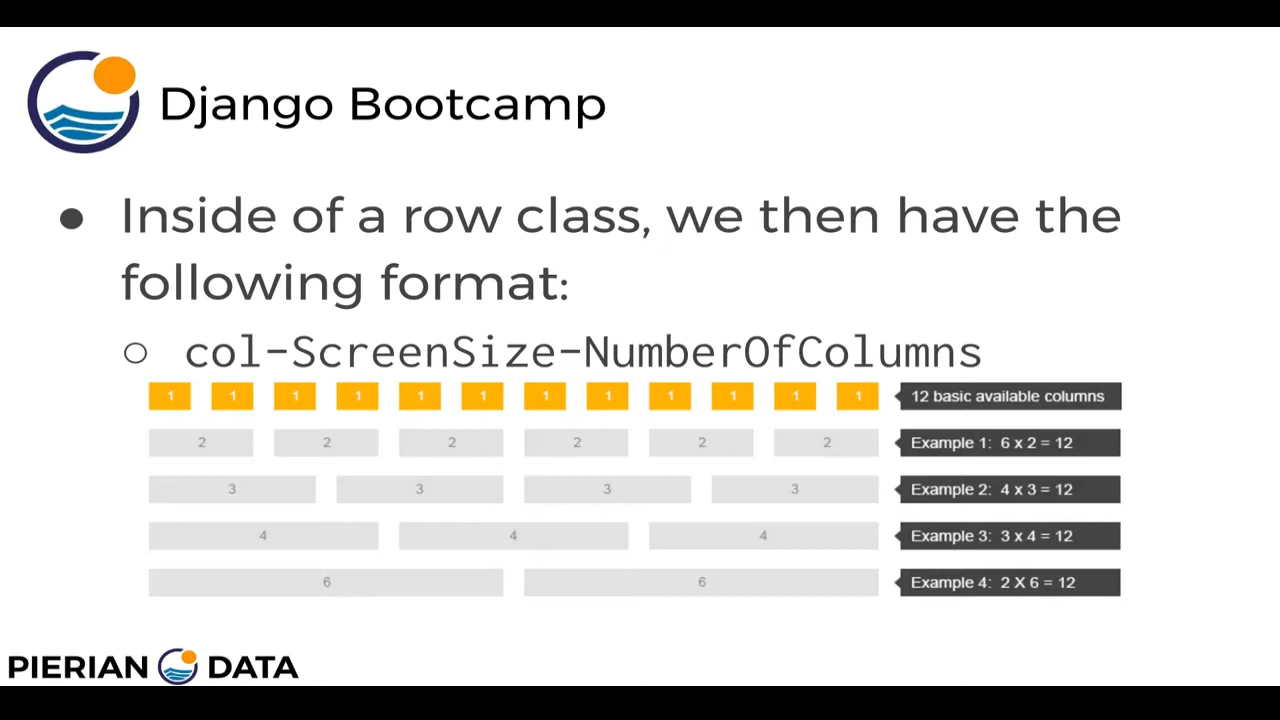 Django Bootcamp
● Inside of a row class, we then have the
following format:
○ col-ScreenSize-NumberOfColumns
1 1 1 1 1 1 1 1 1 1 1 1 12 basic available columns
2 2 2 2 2 2 Example 1: 6 x 2 = 12
3 3 3 3 Example 2: 4 x 3 = 12
4 4 4 Example 3: 3 x 4 = 12
6 6 Example 4: 2 X 6 = 12
PIERIAN DATA